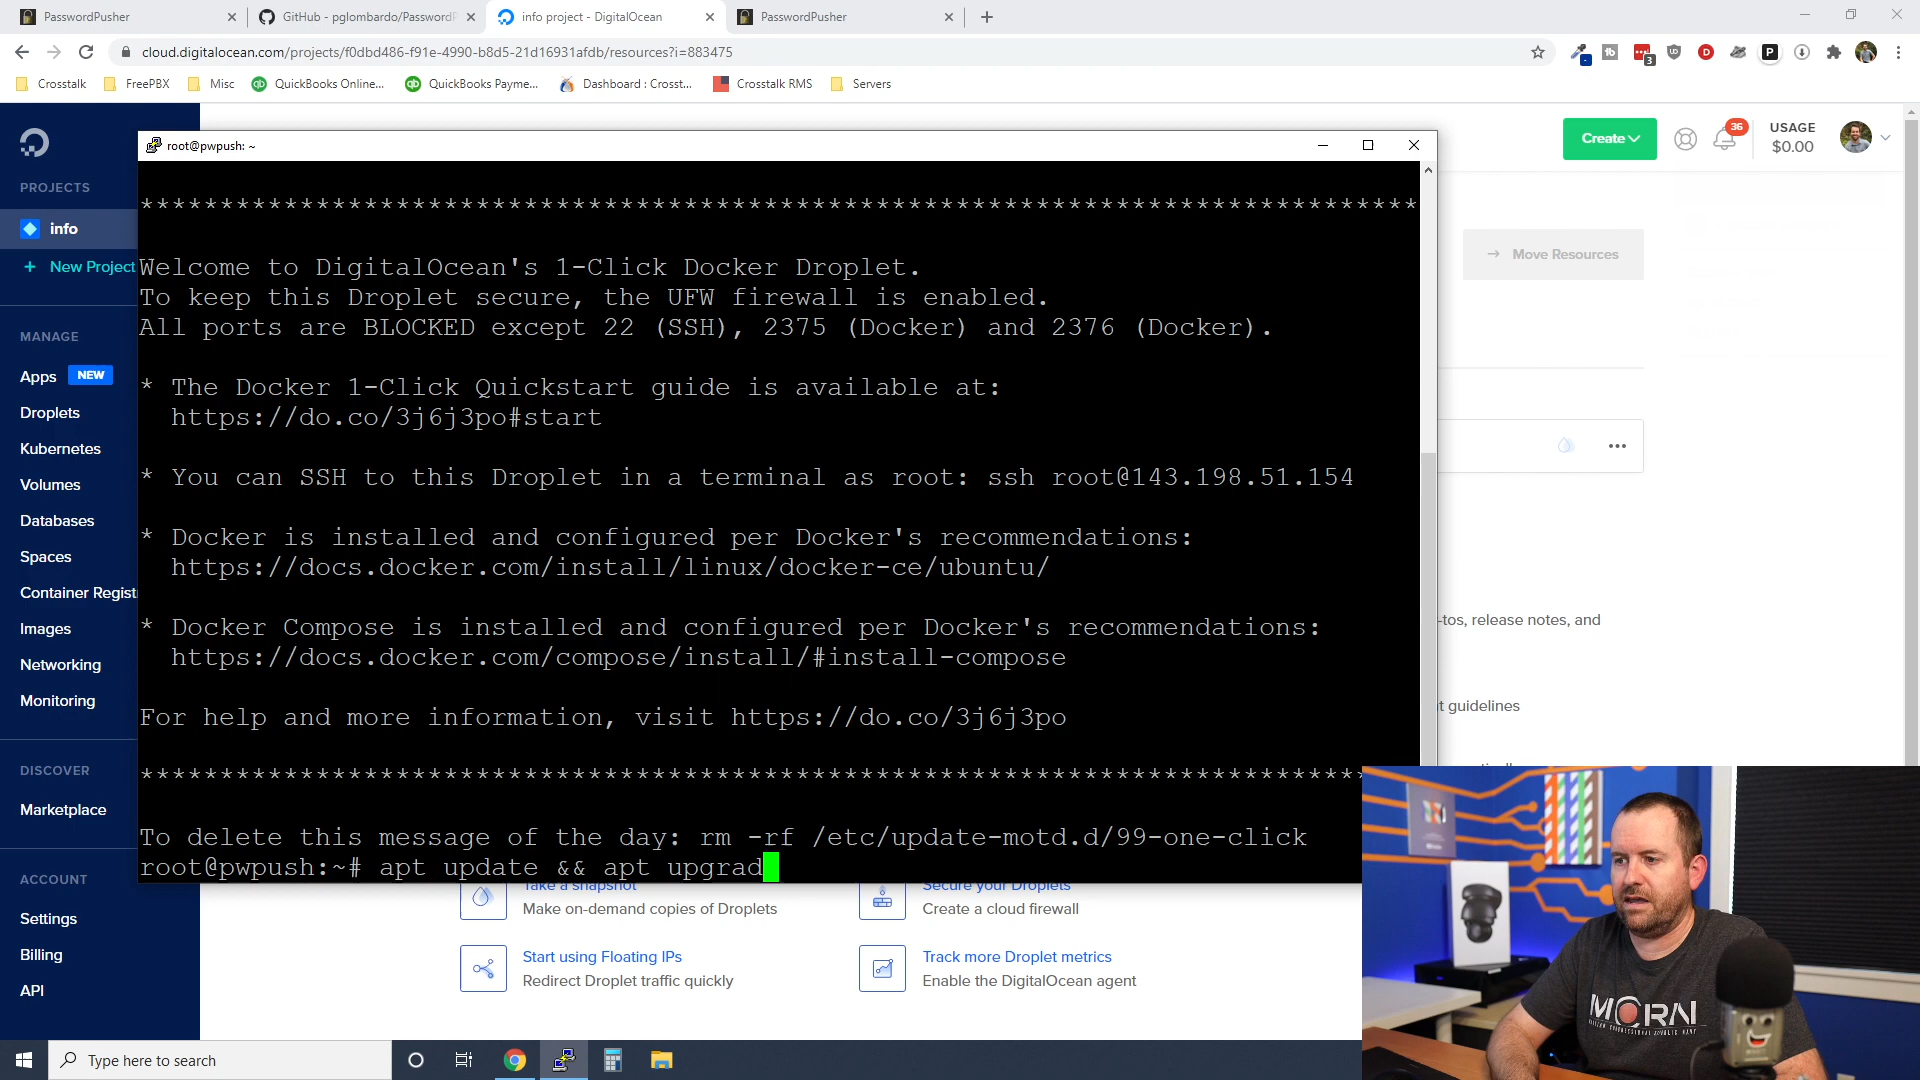 PasswordPusher
GitHub - pglombardo/PasswordP
info project - DigitalOcean
PasswordPusher
cloud.digitalocean.com/projects/f0dbd486-f91e-4990-b8d5-21d16931afdb/resources?i=883475
Crosstalk
FreePBX
Misc
QuickBooks Online...
QuickBooks Payme...
Dashboard : Crosst...
Crosstalk RMS
Servers
Create
36
USAGE
$0.00
PROJECTS
info
+ New Project
MANAGE
Apps NEW
Droplets
Kubernetes
Volumes
Databases
Spaces
Container Regist
Images
Networking
Monitoring
DISCOVER
Marketplace
ACCOUNT
Settings
Billing
API
root@pwpush: ~
********************************************************************************
Welcome to DigitalOcean's 1-Click Docker Droplet.
To keep this Droplet secure, the UFW firewall is enabled.
All ports are BLOCKED except 22 (SSH), 2375 (Docker) and 2376 (Docker).
* The Docker 1-Click Quickstart guide is available at:
https://do.co/3j6j3po#start
* You can SSH to this Droplet in a terminal as root: ssh root@143.198.51.154
* Docker is installed and configured per Docker's recommendations:
https://docs.docker.com/install/linux/docker-ce/ubuntu/
* Docker Compose is installed and configured per Docker's recommendations:
https://docs.docker.com/compose/install/#install-compose
For help and more information, visit https://do.co/3j6j3po
********************************************************************************
To delete this message of the day: rm -rf /etc/update-motd.d/99-one-click
root@pwpush:~# apt update && apt upgrad
Move Resources
-tos, release notes, and
t guidelines
Take a snapshot
Make on-demand copies of Droplets
Secure your Droplets
Create a cloud firewall
Start using Floating IPs
Redirect Droplet traffic quickly
Track more Droplet metrics
Enable the DigitalOcean agent
MCRN
Type here to search